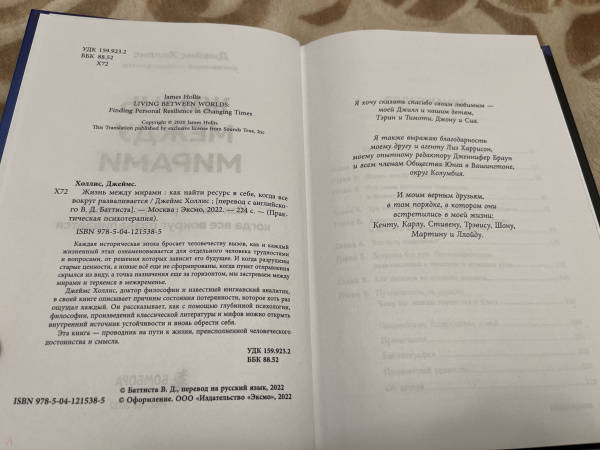 УДК 159.923.2
ББК 88.52
Х72
James Hollis
LIVING BETWEEN WORLDS:
Finding Personal Resilience in Changing Times
Copyright © 2020 James Hollis
This Translation published by exclusive license from Sounds True, Inc
Холлис, Джеймс.
Х72 Жизнь между мирами : как найти ресурс в себе, когда все
вокруг разваливается / Джеймс Холлис ; [перевод с английско-
го В. Д. Баттиста]. — Москва : Эксмо, 2022. — 224 с. — (Прак-
тическая психотерапия).
ISBN 978-5-04-121538-5
Каждая историческая эпоха бросает человечеству вызов, как и каждый
жизненный этап ознаменовывается для отдельного человека трудностями
и вопросами, от решения которых зависит его будущее. И когда разрушены
старые ценности, а новые всё еще не сформированы, когда пункт отправления
скрылся из виду, а точка назначения еще за горизонтом, мы застреваем между
мирами и теряемся в межвременье.
Джеймс Холлис, доктор философии и известный юнгианский аналитик,
в своей книге описывает причины состояния потерянности, которое хоть раз
ощущал каждый. Он рассказывает, как с помощью глубинной психологии,
философии, произведений классической литературы и мифов можно открыть
внутренний источник устойчивости и вновь обрести себя.
Эта книга — проводник на пути к жизни, преисполненной человеческого
достоинства и смысла.
УДК 159.923.2
ББК 88.52
© Баттиста В. Д., перевод на русский язык, 2022
ISBN 978-5-04-121538-5 © Оформление. ООО «Издательство «Эксмо», 2022
Я хочу сказать спасибо своим любимым —
моей Джилл и нашим детям,
Тэрин и Тимоти, Джону и Сия.
Я также выражаю благодарность
моему другу и агенту Лиз Харрисон,
моему опытному редактору Дженнифер Браун
и всем членам Общества Юнга в Вашингтоне,
округ Колумбия.
И моим верным друзьям,
в том порядке, в котором они
встретились в моей жизни:
Кенту, Карлу, Стивену, Трэвису, Шону,
Мартину и Ллойду.